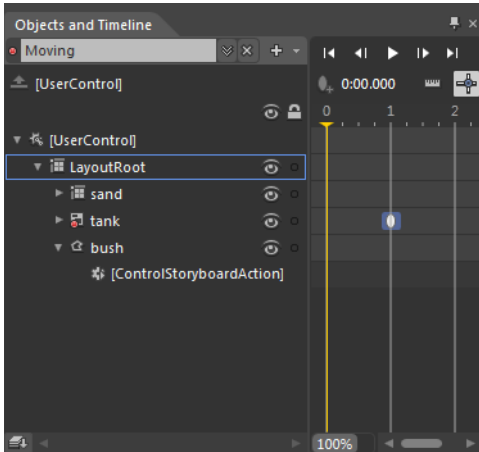 Objects and Timeline
Moving
[UserControl]
0:00.000
0 1 2
[UserControl]
LayoutRoot
sand
tank
bush
[ControlStoryboardAction]
100%